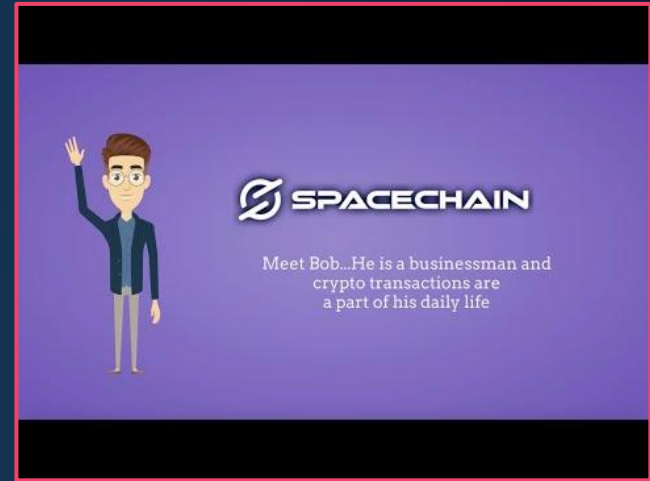 SPACECHAIN
Meet Bob...He is a businessman and
crypto transactions are
a part of his daily life